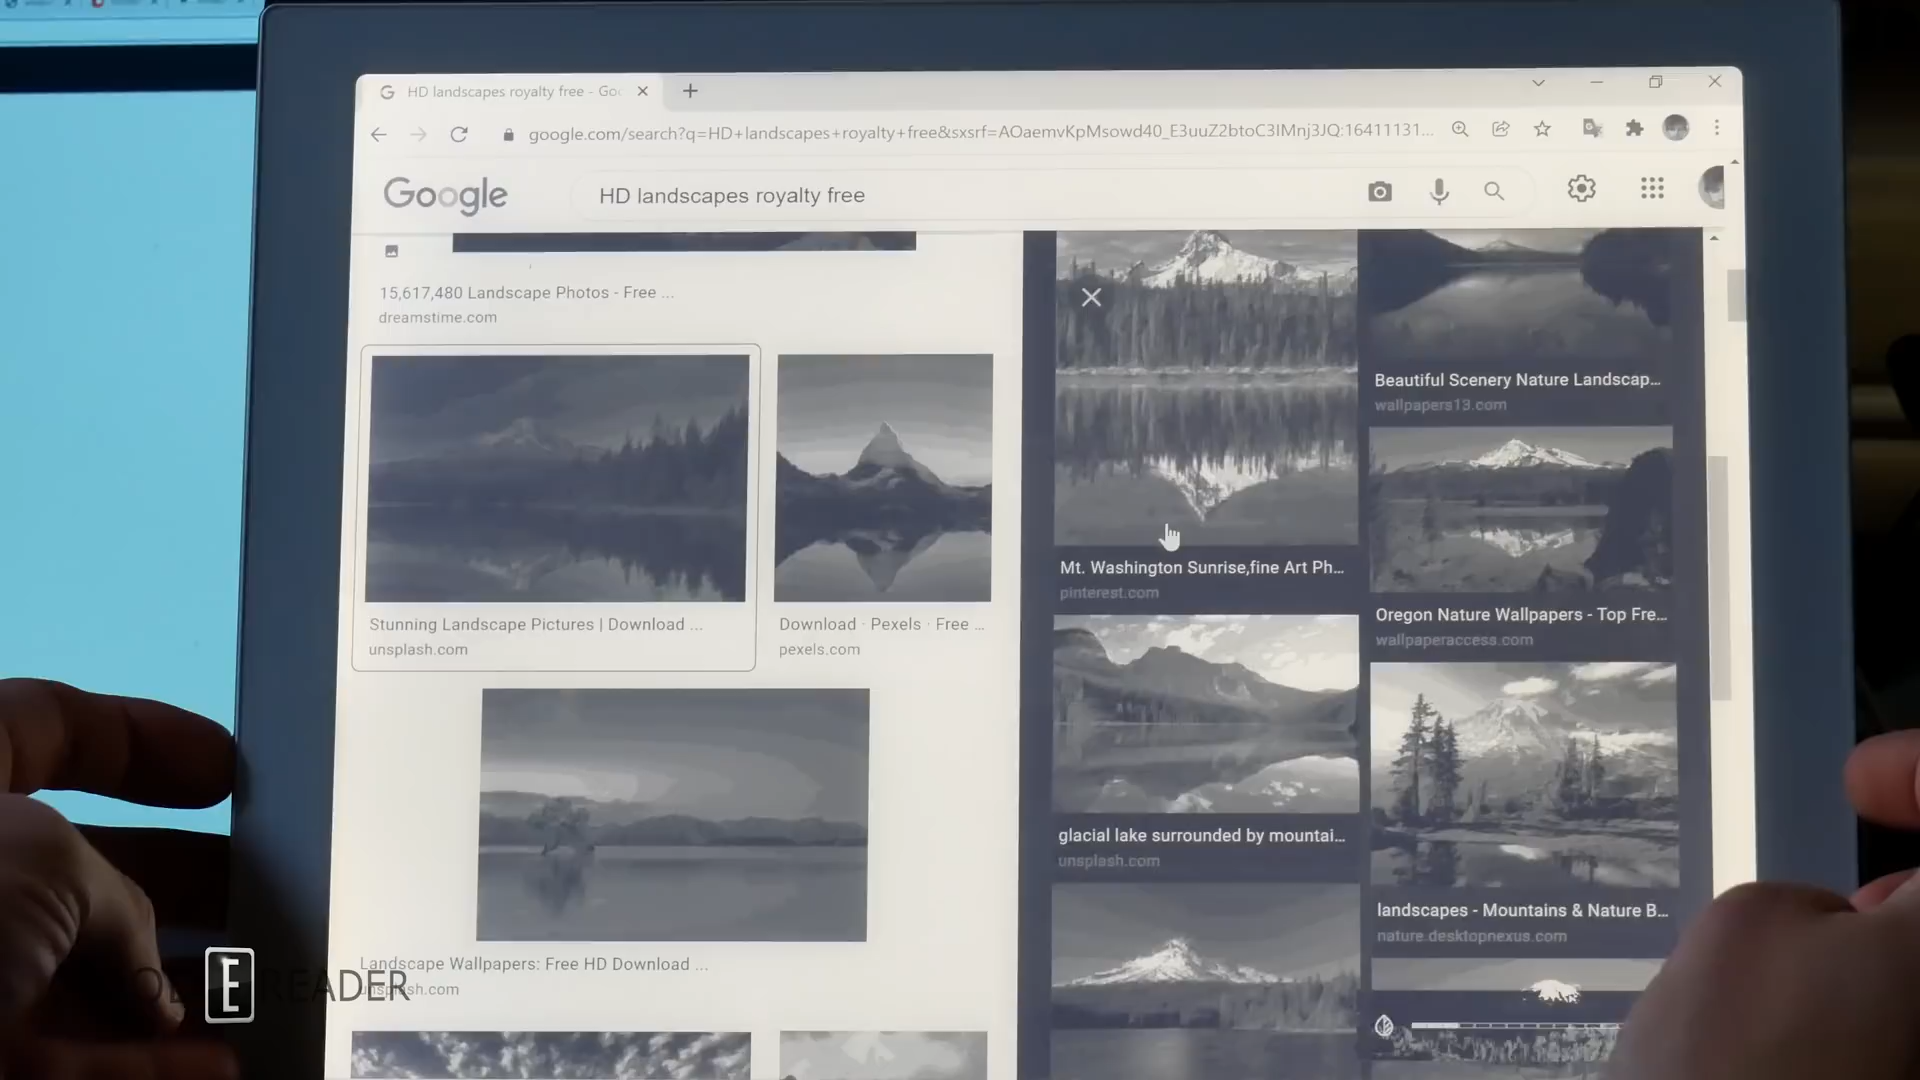 HD landscapes royalty free - Goo
google.com/search?q=HD+landscapes+royalty+free&sxsrf=AOaemvKpMsowd40_E3uuZ2btoC3IMnj3JQ:16411131...
Google
HD landscapes royalty free
15,617,480 Landscape Photos - Free ...
dreamstime.com
Stunning Landscape Pictures | Download ...
unsplash.com
Download · Pexels · Free ...
pexels.com
Landscape Wallpapers: Free HD Download ...
unsplash.com
Beautiful Scenery Nature Landscap...
wallpapers13.com
Mt. Washington Sunrise,fine Art Ph...
pinterest.com
Oregon Nature Wallpapers - Top Fre...
wallpaperaccess.com
glacial lake surrounded by mountai...
unsplash.com
landscapes - Mountains & Nature B...
nature.desktopnexus.com
E READER